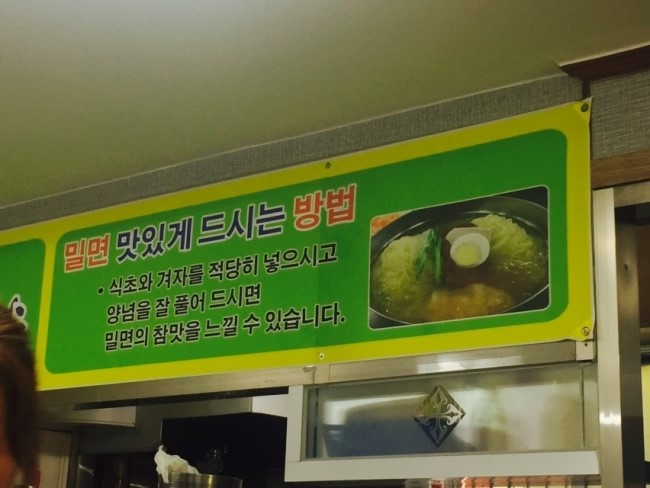 밀면 맛있게 드시는 방법
• 식초와 겨자를 적당히 넣으시고
양념을 잘 풀어 드시면
밀면의 참맛을 느낄 수 있습니다.